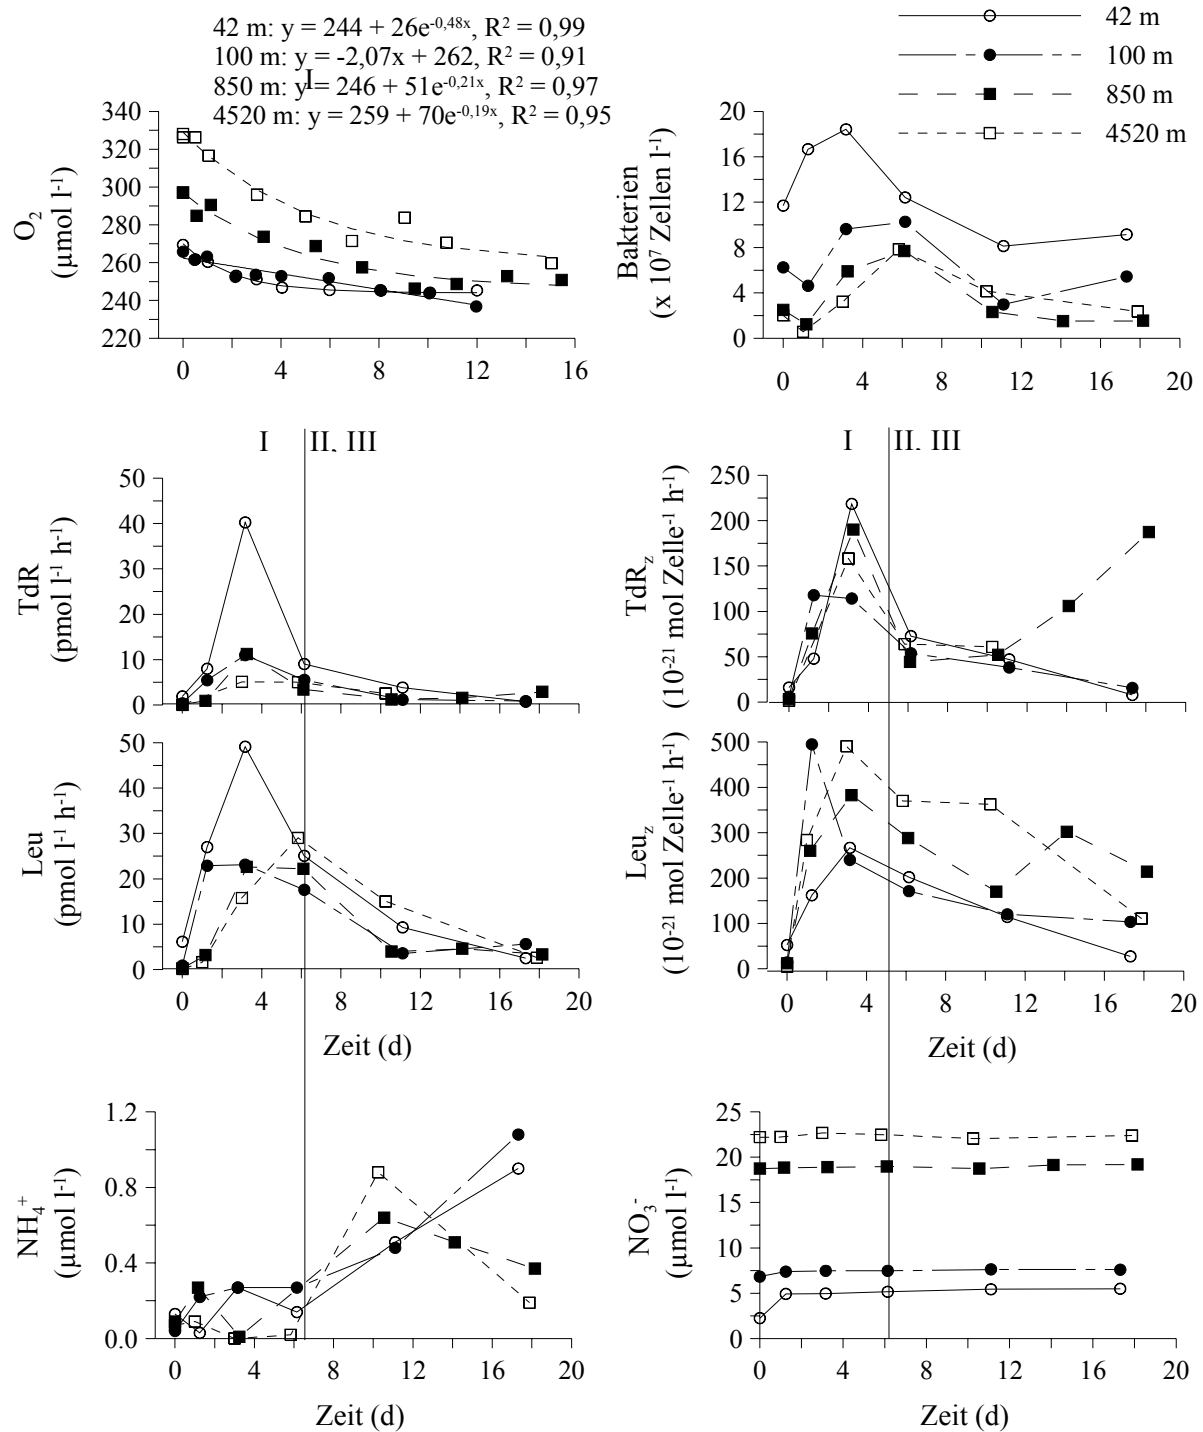 42 m: y = 244 + 26e-0,48x, R2 = 0,99
100 m: y = -2,07x + 262, R2 = 0,91
I
850 m: y = 246 + 51e-0,21x, R2 = 0,97
4520 m: y = 259 + 70e-0,19x, R2 = 0,95
42 m
100 m
850 m
4520 m
O2
(µmol l-1)
340
320
300
280
260
240
220
0 4 8 12 16
Bakterien
(x 107 Zellen l-1)
20
16
12
8
4
0
0 4 8 12 16 20
I II, III
TdR
(pmol l-1 h-1)
50
40
30
20
10
0
I II, III
TdRz
(10-21 mol Zelle-1 h-1)
250
200
150
100
50
0
Leu
(pmol l-1 h-1)
50
40
30
20
10
0
0 4 8 12 16 20
Zeit (d)
Leuz
(10-21 mol Zelle-1 h-1)
500
400
300
200
100
0
0 4 8 12 16 20
Zeit (d)
NH4+
(µmol l-1)
1.2
0.8
0.4
0.0
0 4 8 12 16 20
Zeit (d)
NO3-
(µmol l-1)
25
20
15
10
5
0
0 4 8 12 16 20
Zeit (d)